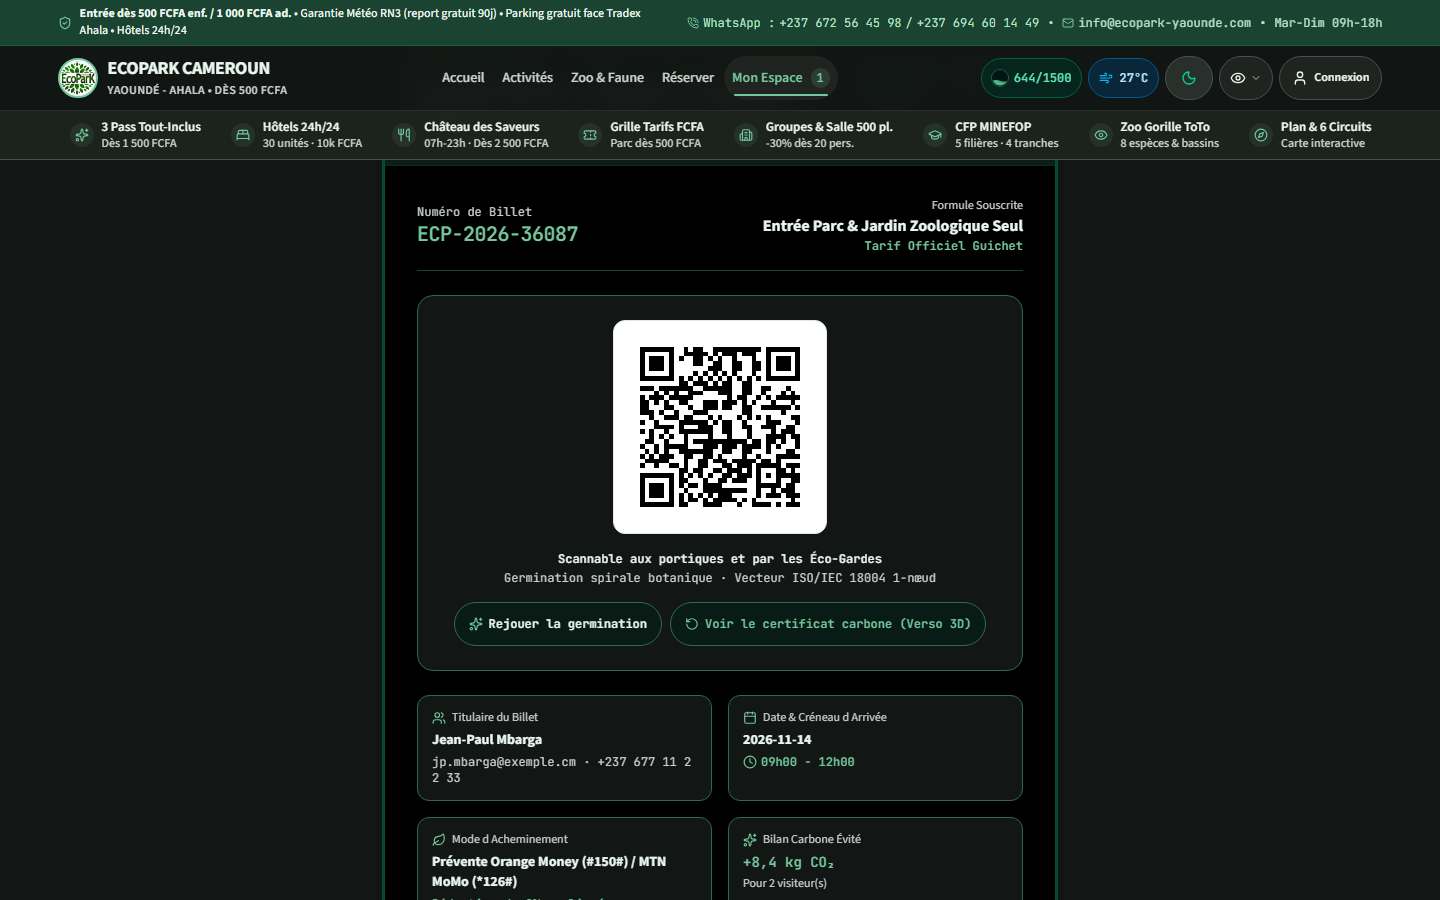 Entrée dès 500 FCFA enf. / 1 000 FCFA ad. • Garantie Météo RN3 (report gratuit 90j) • Parking gratuit face Tradex
Ahala • Hôtels 24h/24
WhatsApp : +237 672 56 45 98 / +237 694 60 14 49 • info@ecopark-yaounde.com • Mar-Dim 09h-18h
EcoParK
ECOPARK CAMEROUN
YAOUNDÉ - AHALA • DÈS 500 FCFA
Accueil Activités Zoo & Faune Réserver Mon Espace 1
644/1500 27°C Connexion
3 Pass Tout-Inclus
Dès 1 500 FCFA
Hôtels 24h/24
30 unités · 10k FCFA
Château des Saveurs
07h-23h · Dès 2 500 FCFA
Grille Tarifs FCFA
Parc dès 500 FCFA
Groupes & Salle 500 pl.
-30% dès 20 pers.
CFP MINEFOP
5 filières · 4 tranches
Zoo Gorille ToTo
8 espèces & bassins
Plan & 6 Circuits
Carte interactive
Numéro de Billet
ECP-2026-36087
Formule Souscrite
Entrée Parc & Jardin Zoologique Seul
Tarif Officiel Guichet
Scannable aux portiques et par les Éco-Gardes
Germination spirale botanique · Vecteur ISO/IEC 18004 1-nœud
Rejouer la germination
Voir le certificat carbone (Verso 3D)
Titulaire du Billet
Jean-Paul Mbarga
jp.mbarga@exemple.cm · +237 677 11 2
2 33
Date & Créneau d Arrivée
2026-11-14
09h00 - 12h00
Mode d Acheminement
Prévente Orange Money (#150#) / MTN
MoMo (*126#)
Bilan Carbone Évité
+8,4 kg CO₂
Pour 2 visiteur(s)